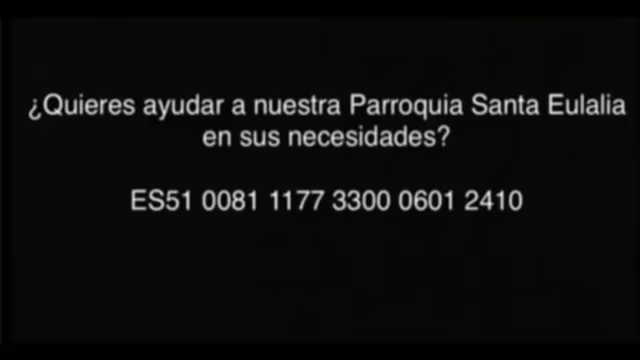 ¿Quieres ayudar a nuestra Parroquia Santa Eulalia
en sus necesidades?
ES51 0081 1177 3300 0601 2410